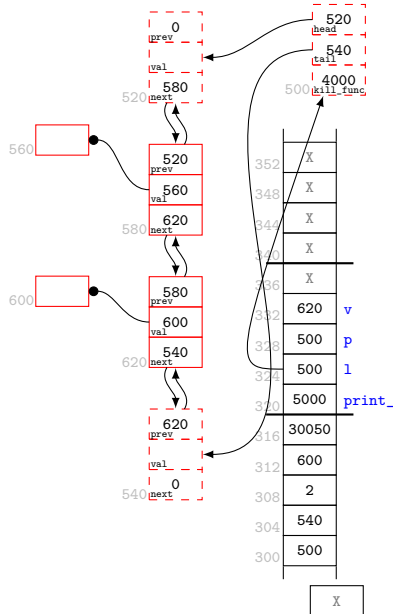 0
prev
val
580
next
520
520
head
540
tail
4000
kill_func
500
560
520
prev
560
val
620
next
580
600
580
prev
600
val
540
next
620
620
prev
val
0
next
540
X
352
X
348
X
344
X
340
X
336
620 v
332
500 p
328
500 l
324
5000 print_
320
30050
316
600
312
2
308
540
304
500
300
X